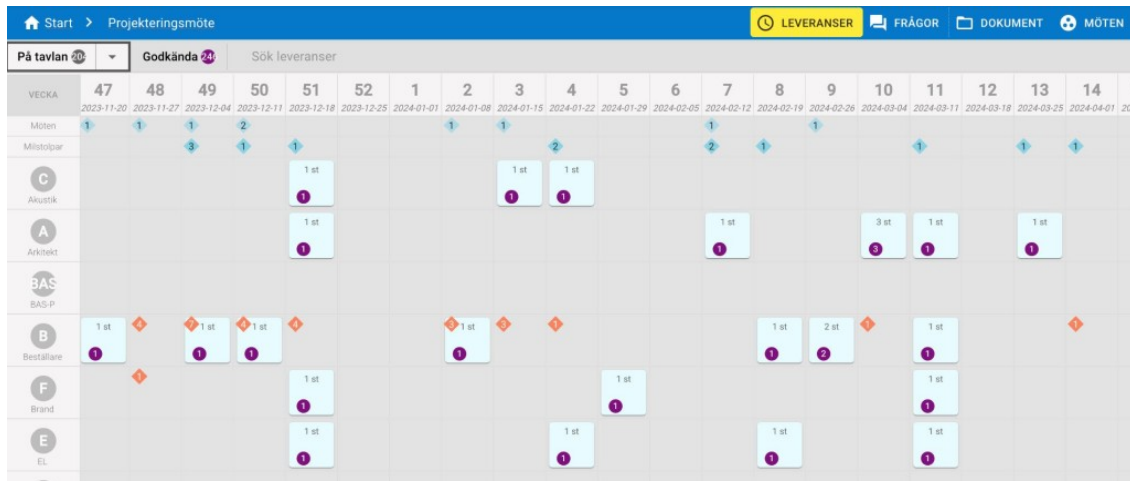 Start > Projekteringsmöte LEVERANSER FRÅGOR DOKUMENT MÖTEN
På tavlan 204 Godkända 246 Sök leveranser
VECKA 47 48 49 50 51 52 1 2 3 4 5 6 7 8 9 10 11 12 13 14
2023-11-20 2023-11-27 2023-12-04 2023-12-11 2023-12-18 2023-12-25 2024-01-01 2024-01-08 2024-01-15 2024-01-22 2024-01-29 2024-02-05 2024-02-12 2024-02-19 2024-02-26 2024-03-04 2024-03-11 2024-03-18 2024-03-25 2024-04-01
Möten 1 1 1 2 1 1 1 1
Milstolpar 3 1 1 2 2 1 1 1 1
C 1 st 1 st 1 st
Akustik 1 1 1
A 1 st 1 st 3 st 1 st 1 st
Arkitekt 1 1 3 1 1
BAS
BAS-P
4 7 4 4 3 3 1 1 1
B 1 st 1 st 1 st 1 st 1 st 2 st 1 st
Beställare 1 1 1 1 1 2 1
1
F 1 st 1 st 1 st
Brand 1 1 1
E 1 st 1 st 1 st 1 st
EL 1 1 1 1